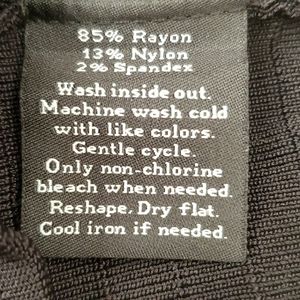 85% Rayon
13% Nylon
2% Spandex
Wash inside out.
Machine wash cold
with like colors.
Gentle cycle.
Only non-chlorine
bleach when needed.
Reshape. Dry flat.
Cool iron if needed.